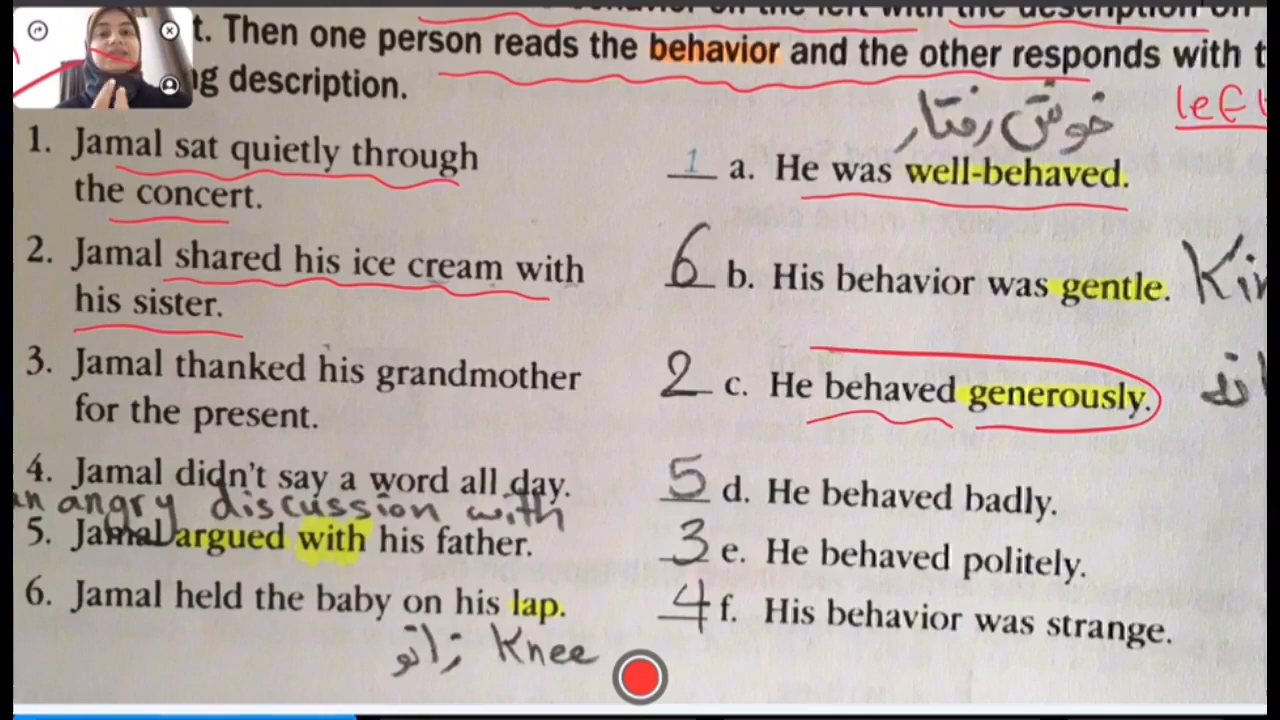 t. Then one person reads the behavior and the other responds with t
ng description.
left
خوش رفتار
1. Jamal sat quietly through
the concert.
1 a. He was well-behaved.
2. Jamal shared his ice cream with
his sister.
6 b. His behavior was gentle. Kin
3. Jamal thanked his grandmother
for the present.
2 c. He behaved generously.
4. Jamal didn't say a word all day.
5 d. He behaved badly.
an angry discussion with
5. Jamal argued with his father.
3 e. He behaved politely.
6. Jamal held the baby on his lap.
4 f. His behavior was strange.
زانو Knee